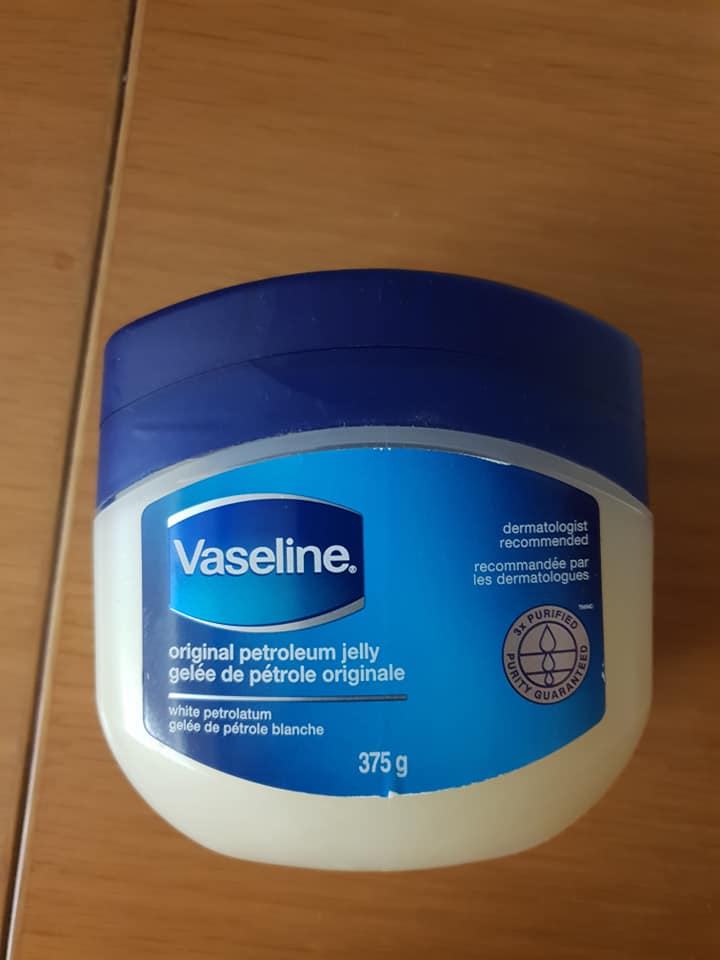 Vaseline®
original petroleum jelly
gelée de pétrole originale
white petrolatum
gelée de pétrole blanche
375 g
dermatologist
recommended
recommandée par
les dermatologues
3x PURIFIED
PURITY GUARANTEED